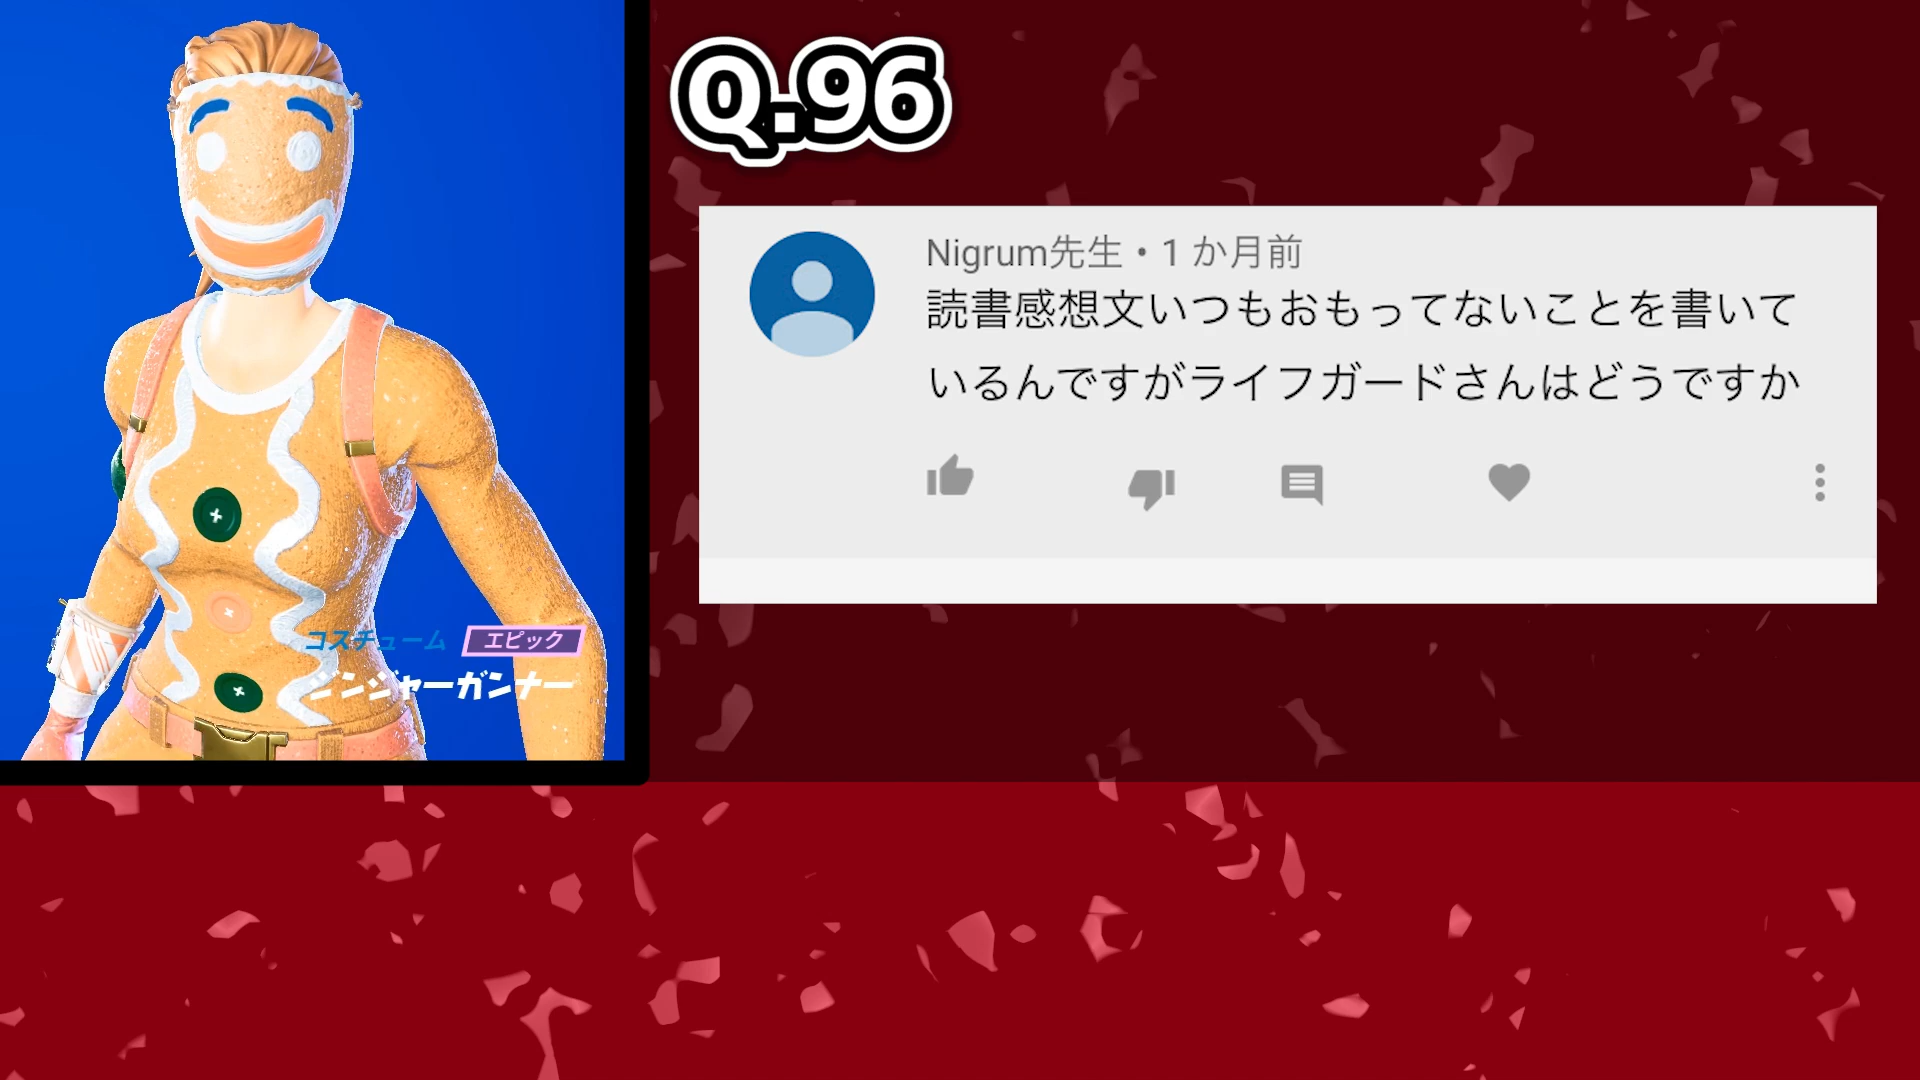 Q.96
Nigrum先生・1 か月前
読書感想文いつもおもってないことを書いて
いるんですがライフガードさんはどうですか
コスチューム エピック
ジンジャーガンナー